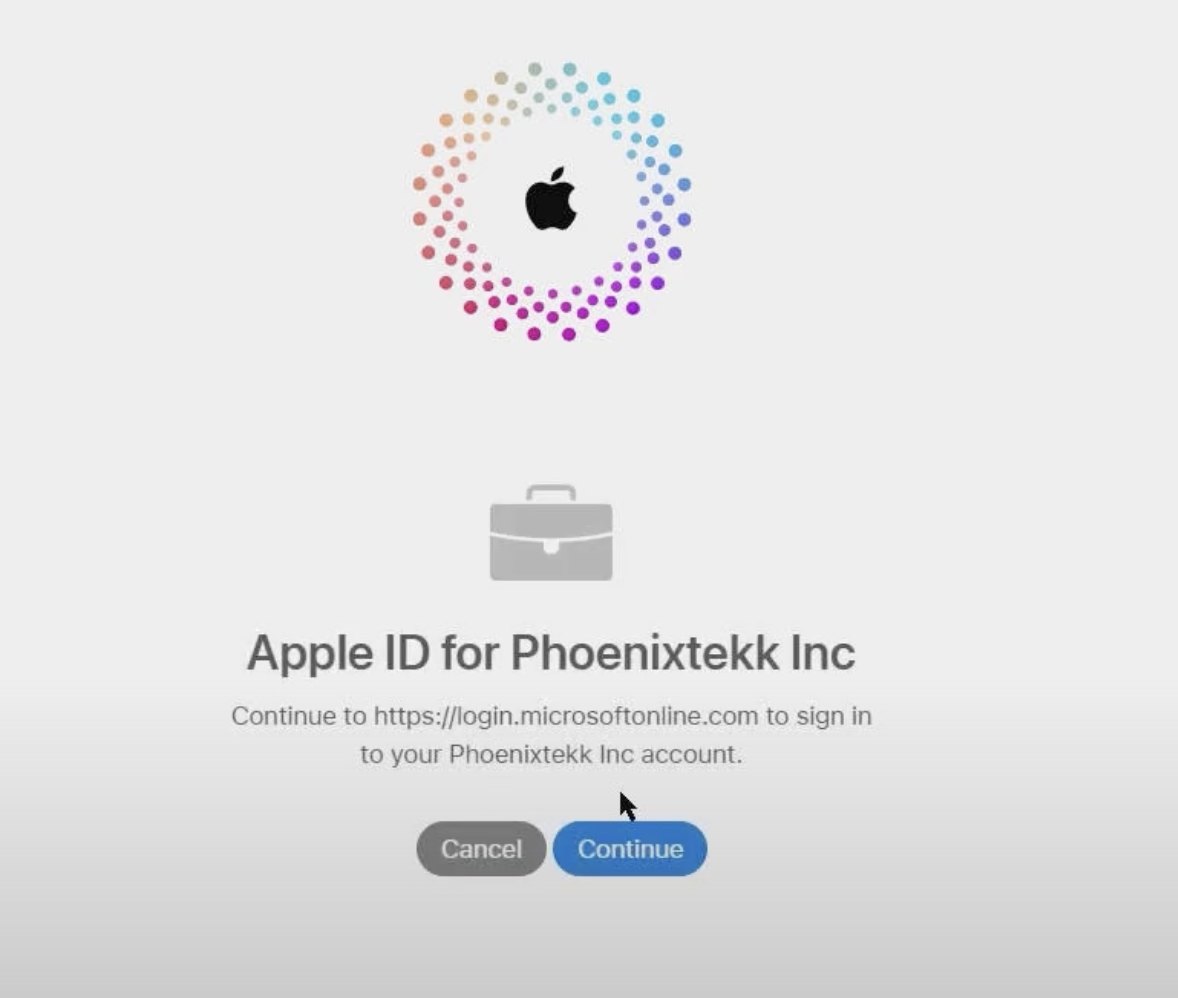 Apple ID for Phoenixtekk Inc
Continue to https://login.microsoftonline.com to sign in
to your Phoenixtekk Inc account.
Cancel
Continue